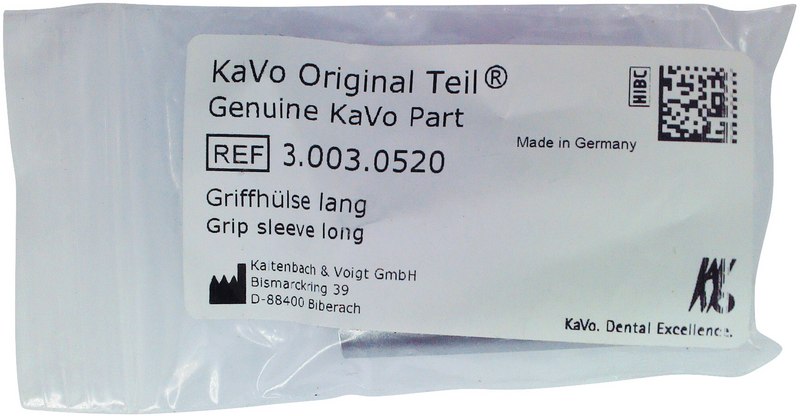 KaVo Original Teil®
Genuine KaVo Part
REF 3.003.0520
HIBC
Made in Germany
Griffhülse lang
Grip sleeve long
Kaltenbach & Voigt GmbH
Bismarckring 39
D-88400 Biberach
KaVo. Dental Excellence.